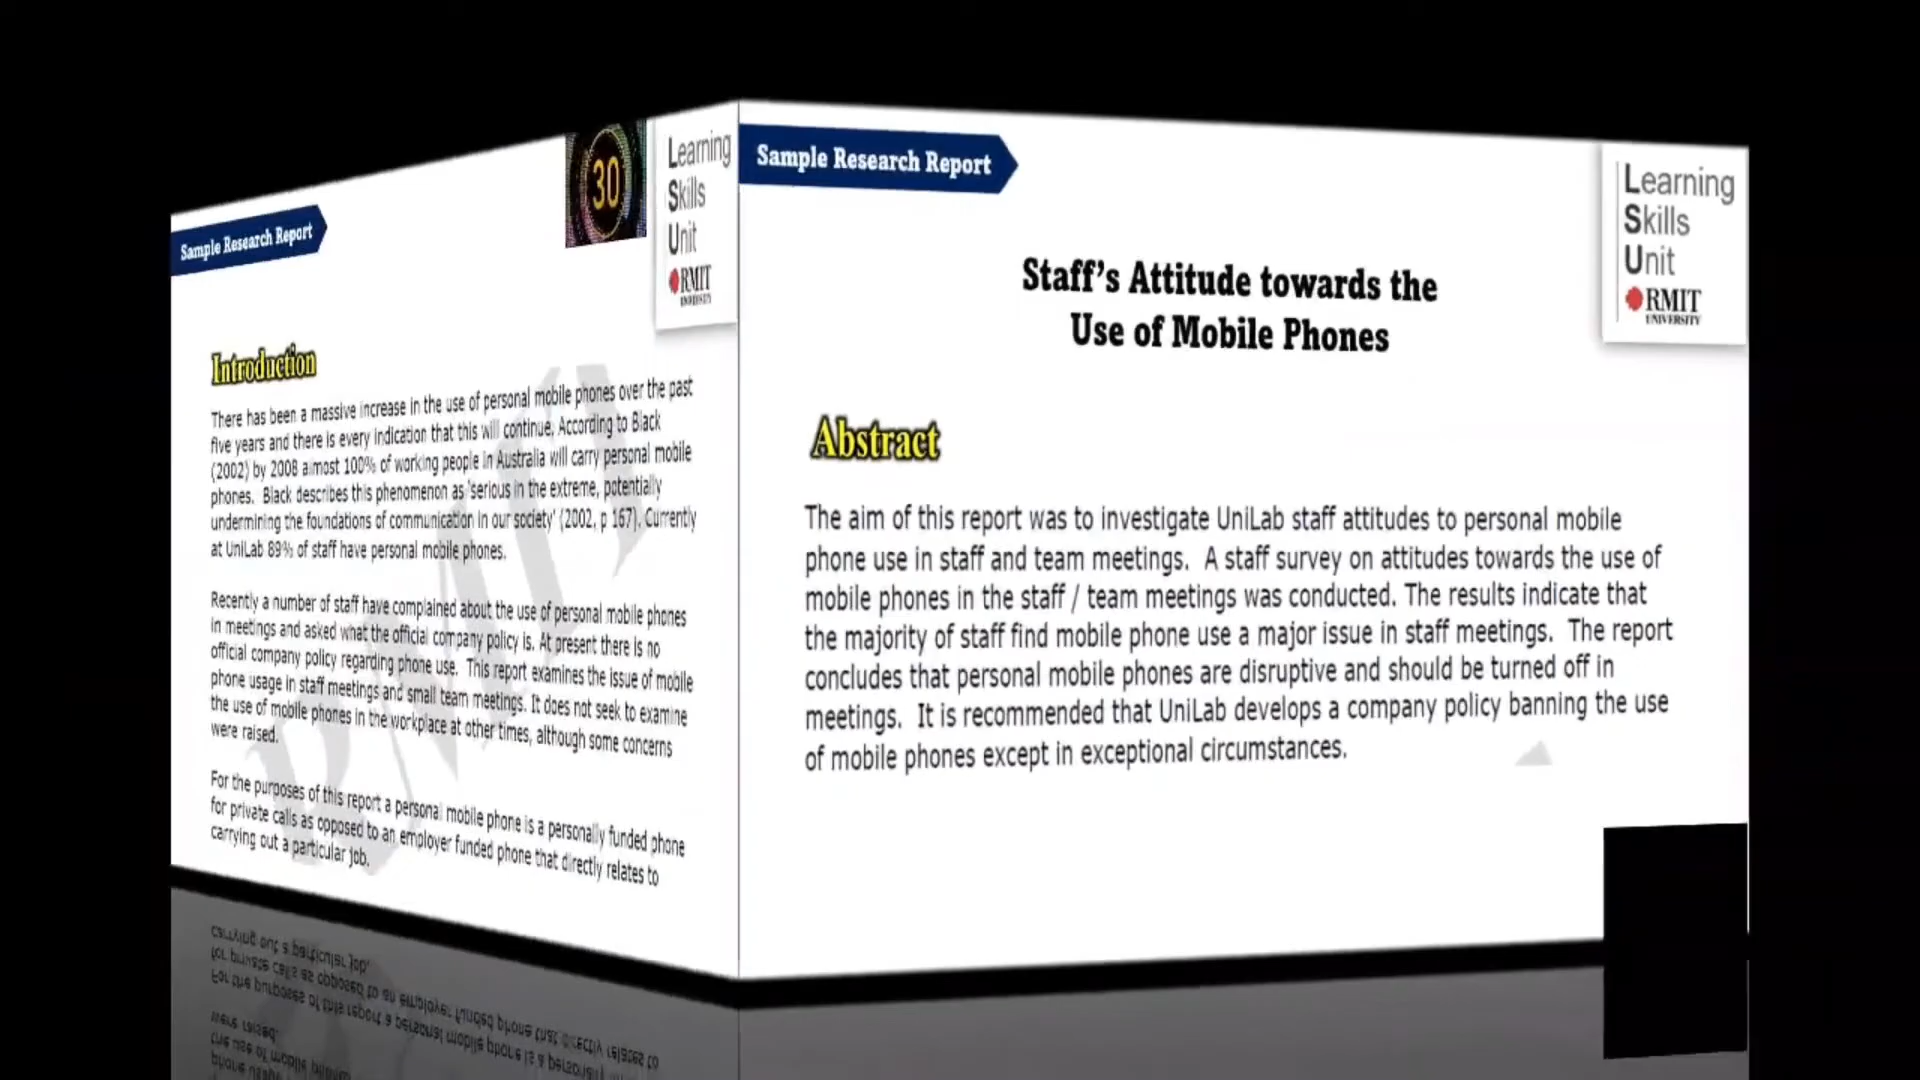 Sample Research Report
30
Learning
Skills
Unit
RMIT
UNIVERSITY
Introduction
There has been a massive increase in the use of personal mobile phones over the past
five years and there is every indication that this will continue. According to Black
(2002) by 2008 almost 100% of working people in Australia will carry personal mobile
phones. Black describes this phenomenon as 'serious in the extreme, potentially
undermining the foundations of communication in our society' (2002, p 167). Currently
at UniLab 89% of staff have personal mobile phones.
Recently a number of staff have complained about the use of personal mobile phones
in meetings and asked what the official company policy is. At present there is no
official company policy regarding phone use. This report examines the issue of mobile
phone usage in staff meetings and small team meetings. It does not seek to examine
the use of mobile phones in the workplace at other times, although some concerns
were raised.
For the purposes of this report a personal mobile phone is a personally funded phone
for private calls as opposed to an employer funded phone that directly relates to
carrying out a particular job.
Sample Research Report
Learning
Skills
Unit
RMIT
UNIVERSITY
Staff's Attitude towards the
Use of Mobile Phones
Abstract
The aim of this report was to investigate UniLab staff attitudes to personal mobile
phone use in staff and team meetings. A staff survey on attitudes towards the use of
mobile phones in the staff / team meetings was conducted. The results indicate that
the majority of staff find mobile phone use a major issue in staff meetings. The report
concludes that personal mobile phones are disruptive and should be turned off in
meetings. It is recommended that UniLab develops a company policy banning the use
of mobile phones except in exceptional circumstances.